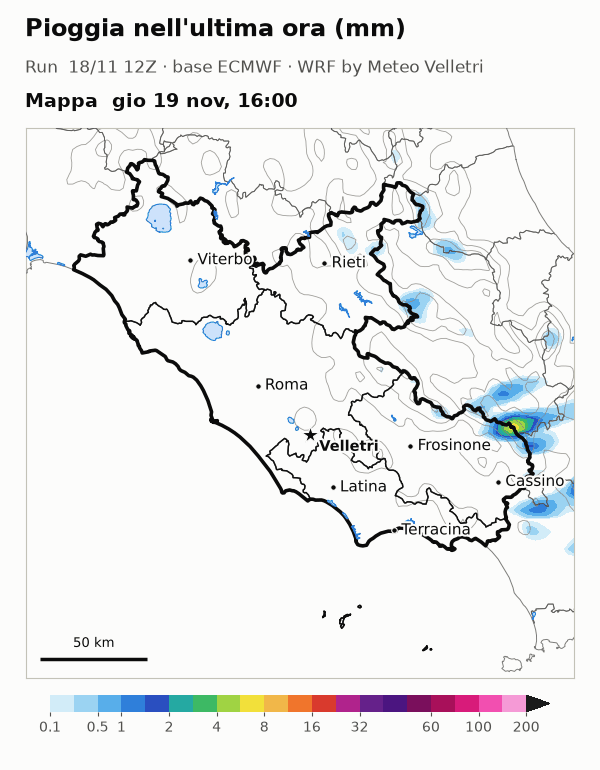 Pioggia nell'ultima ora (mm)
Run 18/11 12Z · base ECMWF · WRF by Meteo Velletri
Mappa gio 19 nov, 16:00
Viterbo
Rieti
Roma
Velletri
Frosinone
Latina
Cassino
Terracina
50 km
0.1 0.5 1 2 4 8 16 32 60 100 200